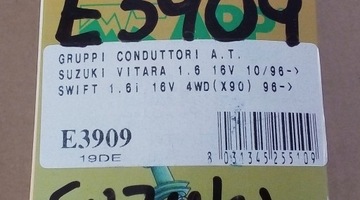 E3909
GRUPPI CONDUTTORI A.T.
SUZUKI VITARA 1.6 16V 10/96->
SWIFT 1.6i 16V 4WD(X90) 96->
E3909
19DE
8 031345 255109